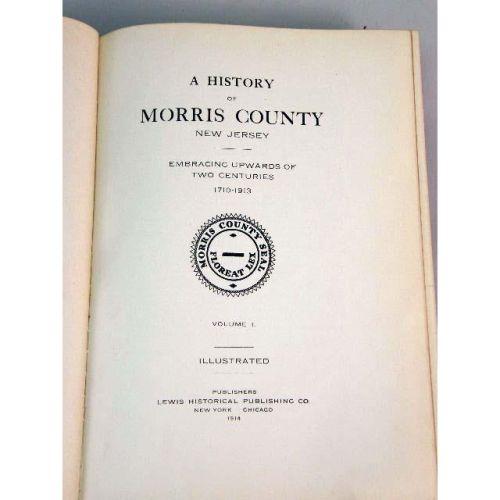 A HISTORY
OF
MORRIS COUNTY
NEW JERSEY
EMBRACING UPWARDS OF
TWO CENTURIES
1710-1913
MORRIS COUNTY SEAL
FLOREAT LEX
VOLUME I.
ILLUSTRATED
PUBLISHERS
LEWIS HISTORICAL PUBLISHING CO.
NEW YORK CHICAGO
1914